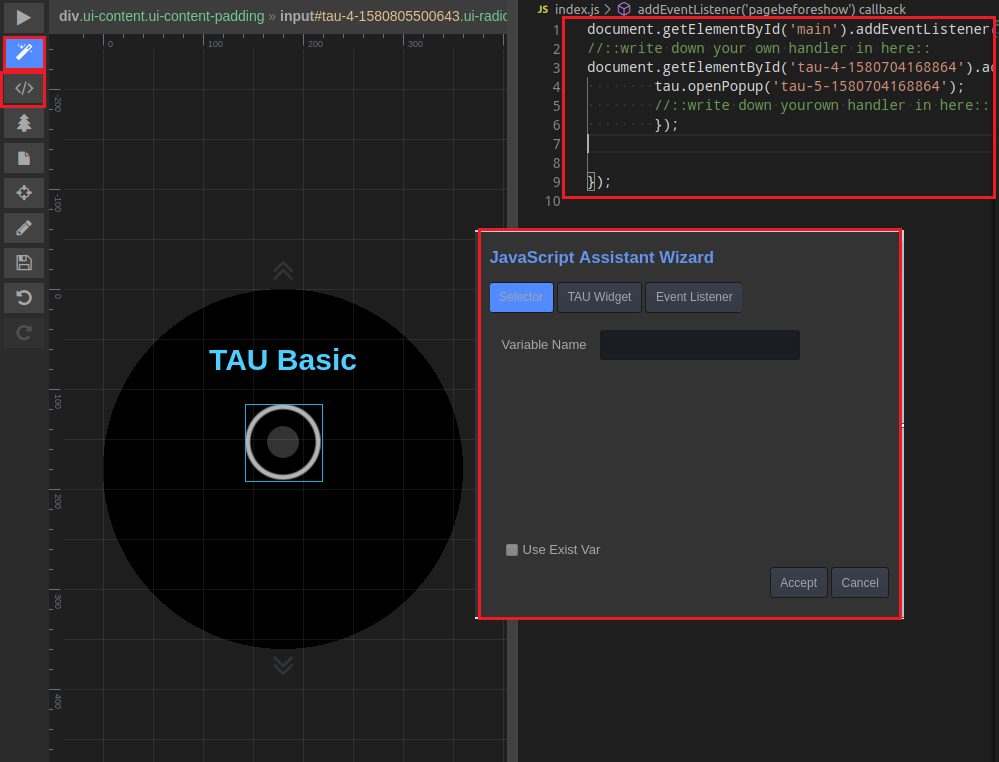 div.ui-content.ui-content-padding » input#tau-4-1580805500643.ui-radio
0 100 200 300
-200
-100
0
100
200
300
400
TAU Basic
JS index.js > addEventListener('pagebeforeshow') callback
1 document.getElementById('main').addEventListener(
2 //::write down your own handler in here::
3 document.getElementById('tau-4-1580704168864').a
4 tau.openPopup('tau-5-1580704168864');
5 //::write down yourown handler in here::
6 });
7
8
9 });
10
JavaScript Assistant Wizard
Selector TAU Widget Event Listener
Variable Name
Use Exist Var
Accept Cancel